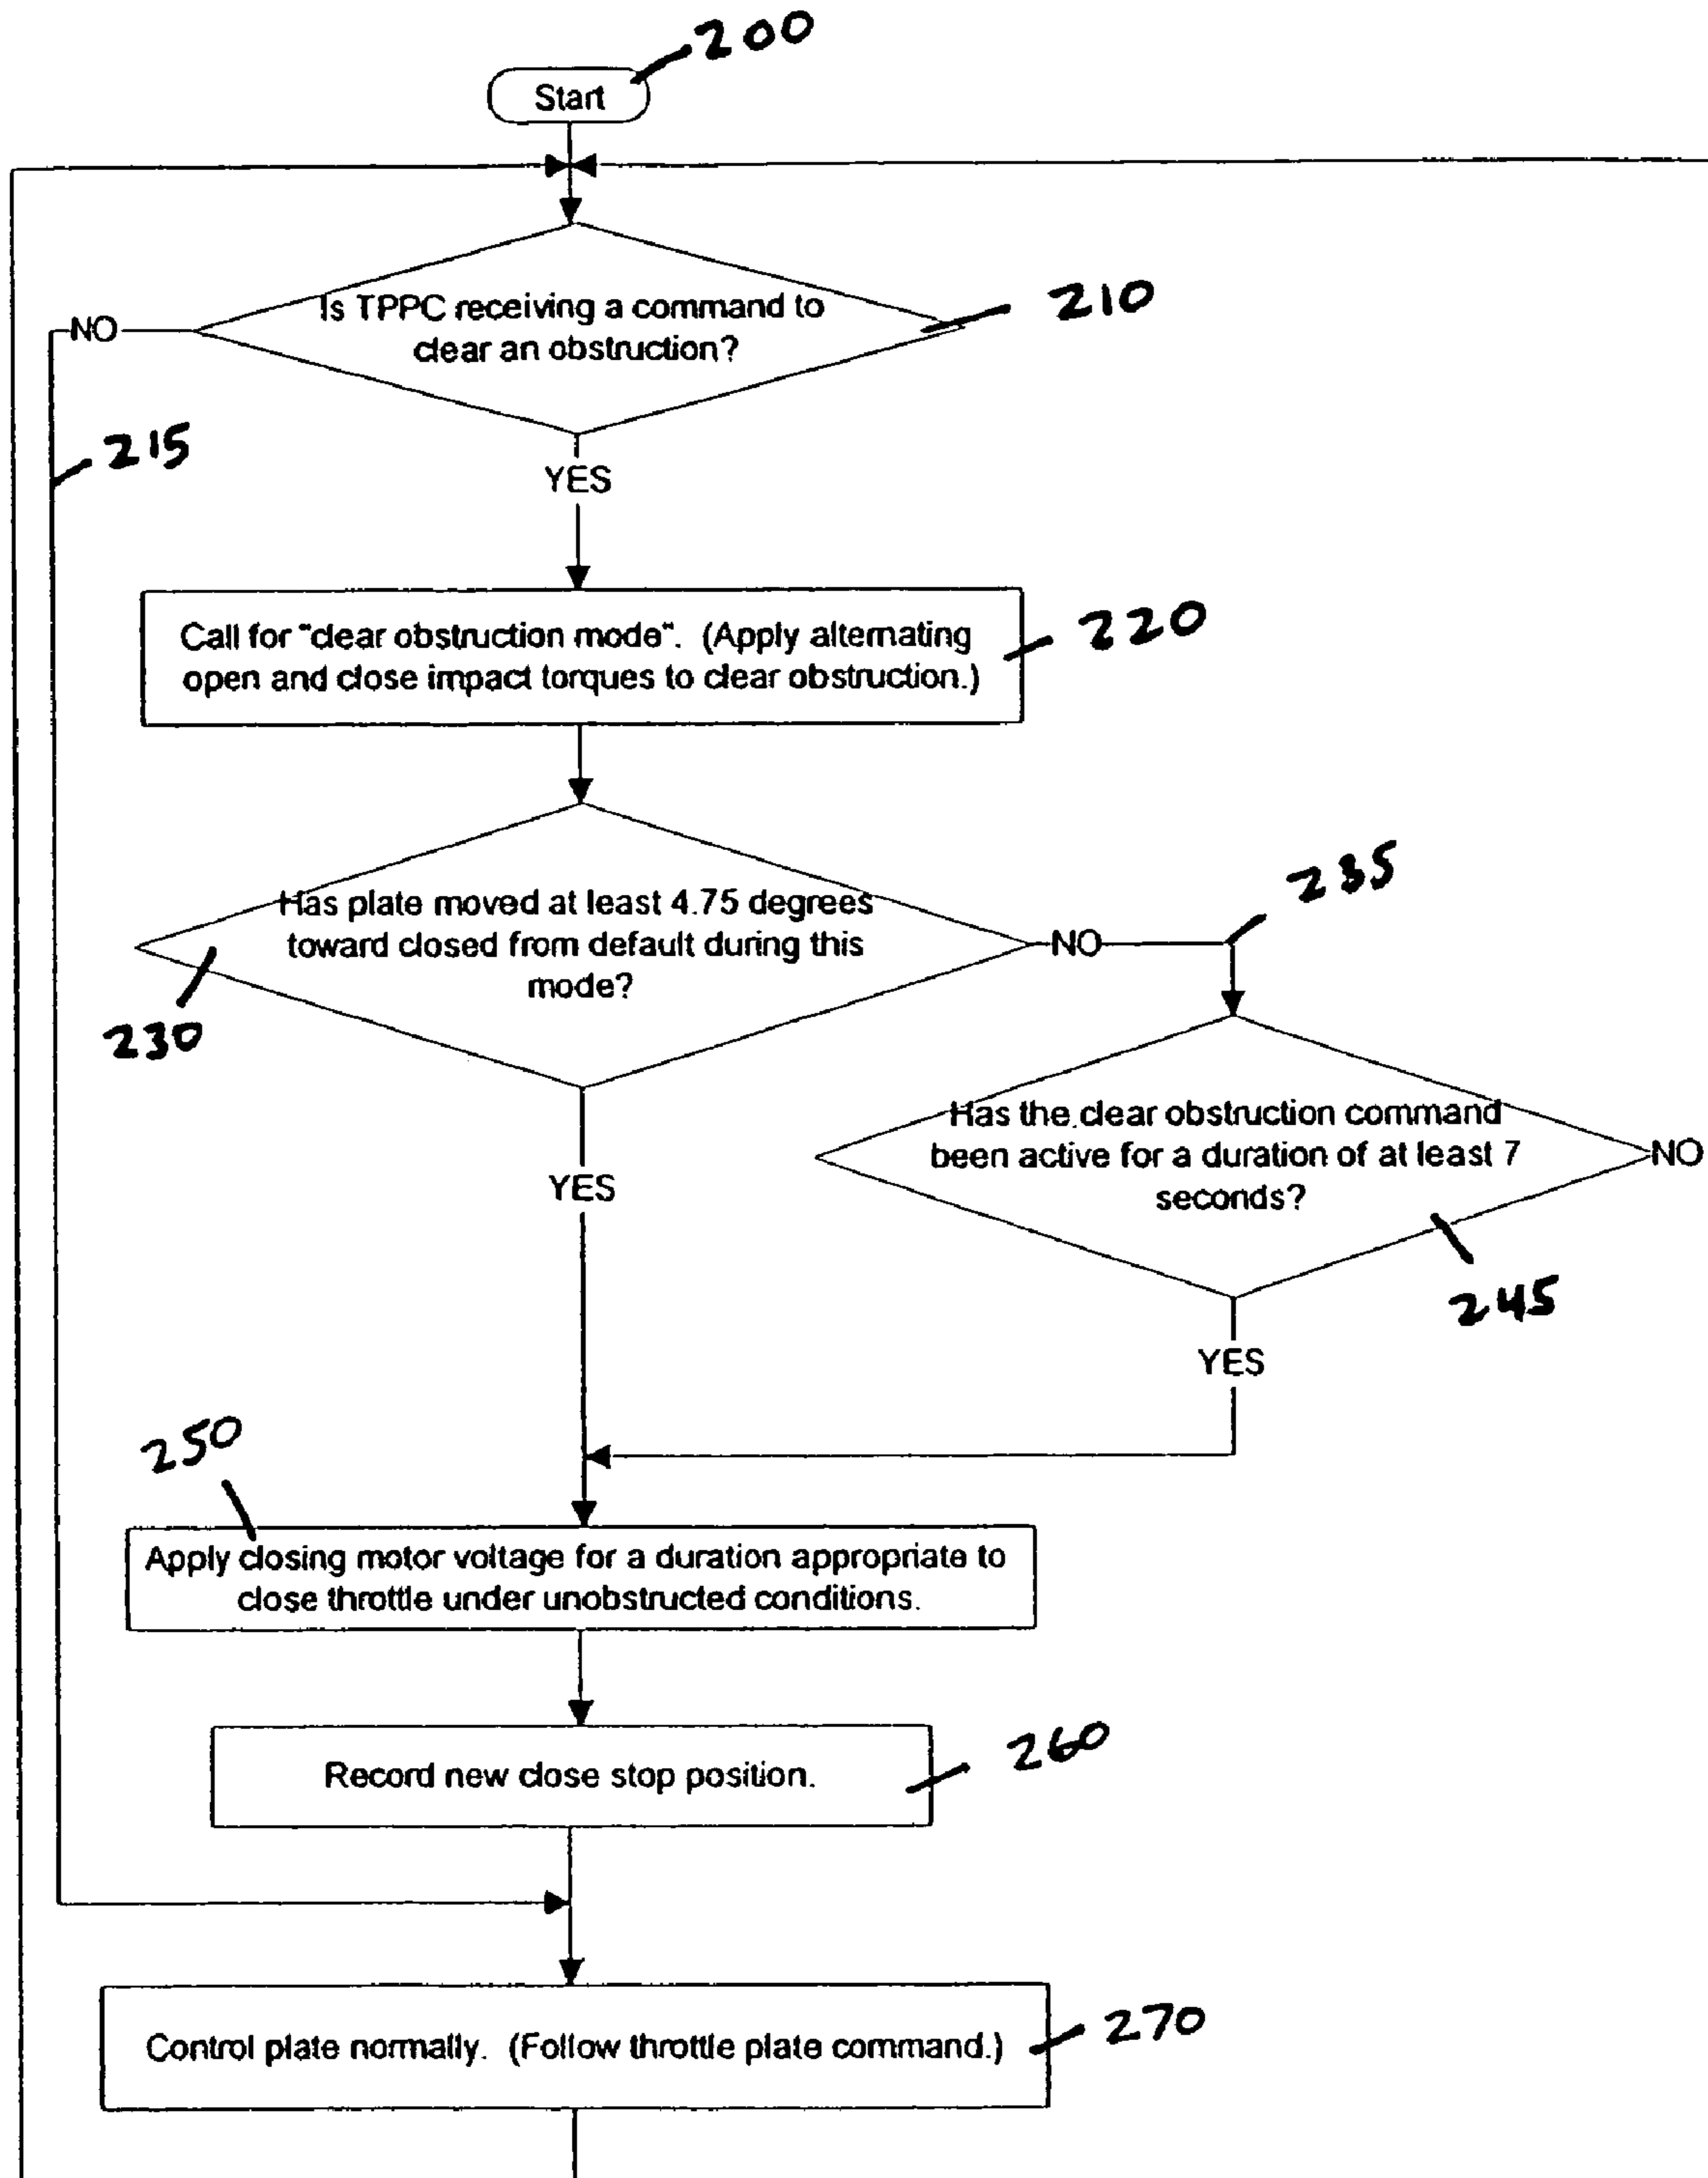 200
Start
Is TPPC receiving a command to
clear an obstruction?
210
NO
215
YES
Call for "clear obstruction mode". (Apply alternating
open and close impact torques to clear obstruction.)
220
Has plate moved at least 4.75 degrees
toward closed from default during this
mode?
NO
235
230
Has the clear obstruction command
been active for a duration of at least 7
seconds?
NO
YES
245
YES
250
Apply closing motor voltage for a duration appropriate to
close throttle under unobstructed conditions.
Record new close stop position.
260
Control plate normally. (Follow throttle plate command.)
270